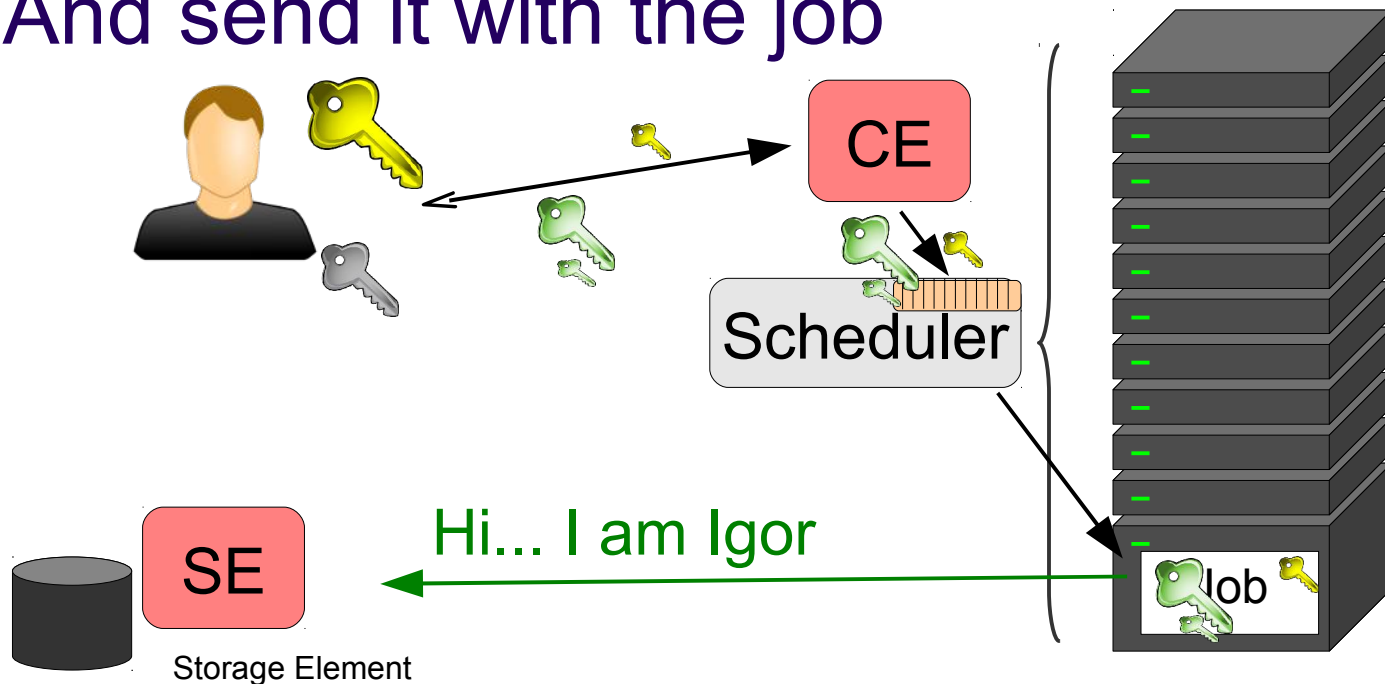 And send it with the job
CE
Scheduler
Hi... I am Igor
SE
Job
Storage Element